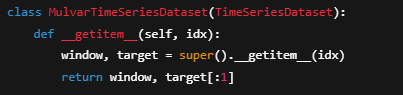 class MulvarTimeSeriesDataset(TimeSeriesDataset):
    def __getitem__(self, idx):
        window, target = super().__getitem__(idx)
        return window, target[:1]